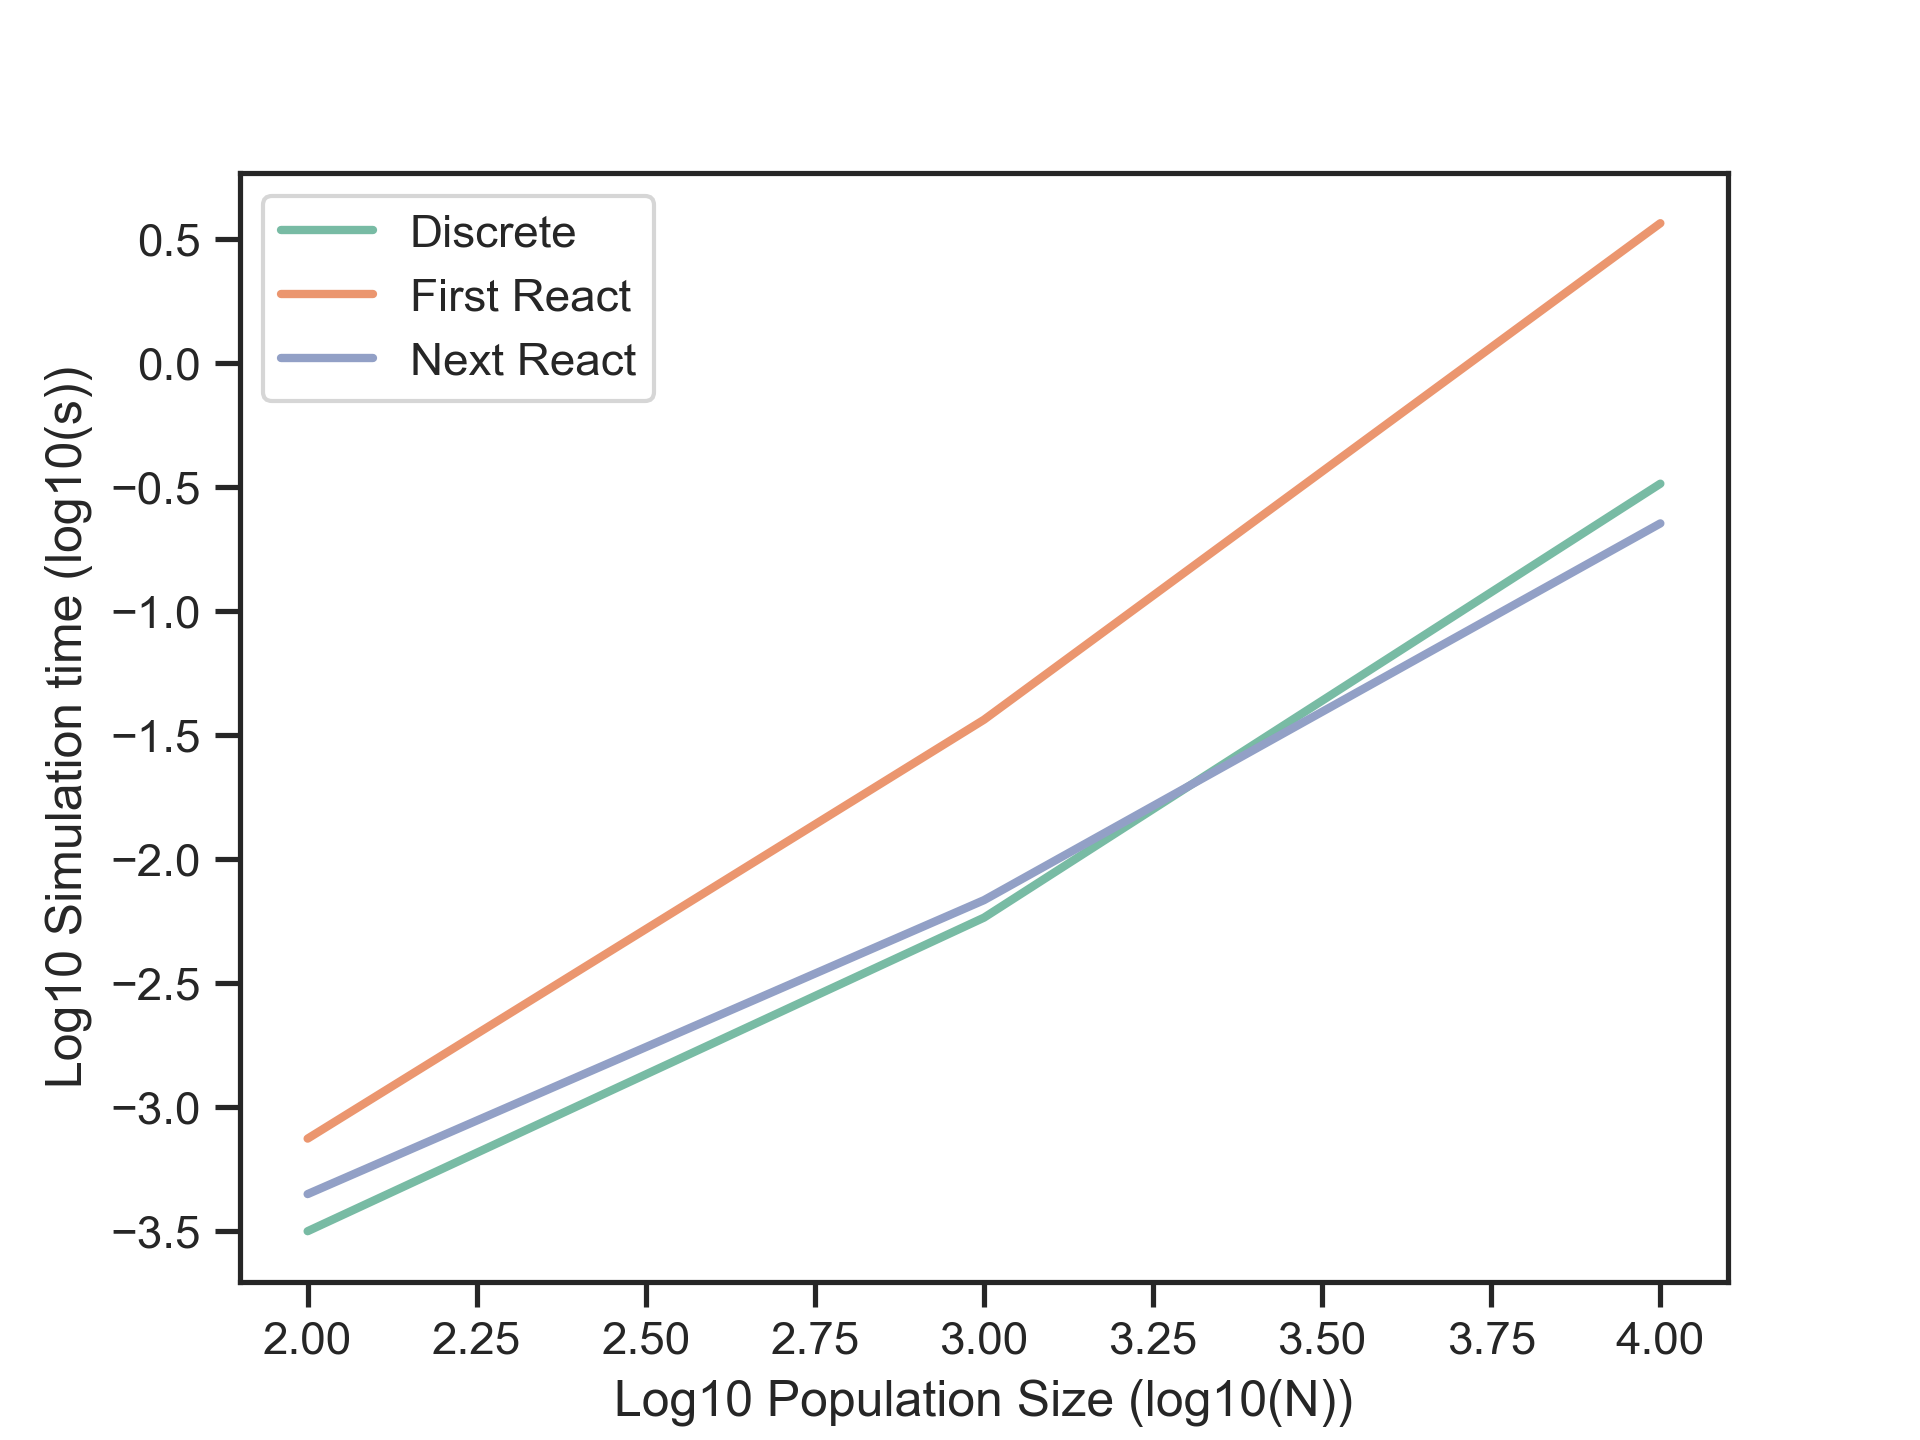 Discrete
First React
Next React
0.5
0.0
−0.5
−1.0
−1.5
−2.0
−2.5
−3.0
−3.5
Log10 Simulation time (log10(s))
2.00 2.25 2.50 2.75 3.00 3.25 3.50 3.75 4.00
Log10 Population Size (log10(N))